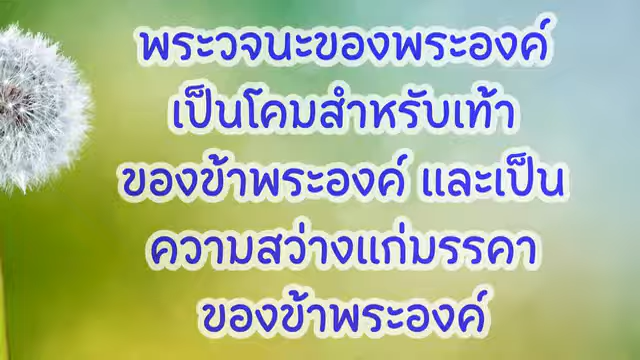 พระวจนะของพระองค์
เป็นโคมสำหรับเท้า
ของข้าพระองค์ และเป็น
ความสว่างแก่มรรคา
ของข้าพระองค์